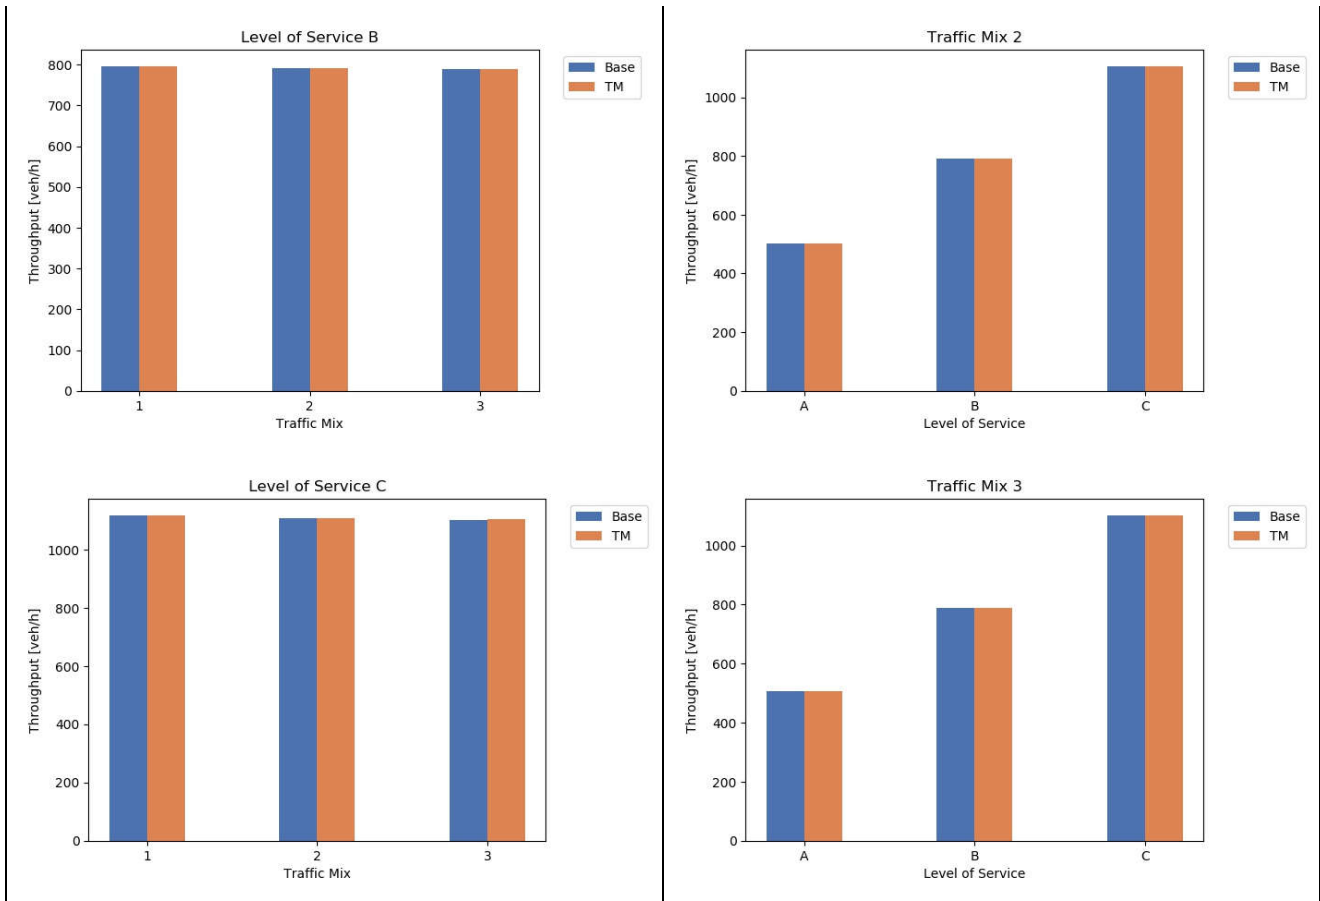 Level of Service B
800
700
600
500
400
300
200
100
0
Throughput [veh/h]
1
2
3
Traffic Mix
Base
TM
Traffic Mix 2
1000
800
600
400
200
0
Throughput [veh/h]
A
B
C
Level of Service
Base
TM
Level of Service C
1000
800
600
400
200
0
Throughput [veh/h]
1
2
3
Traffic Mix
Base
TM
Traffic Mix 3
1000
800
600
400
200
0
Throughput [veh/h]
A
B
C
Level of Service
Base
TM